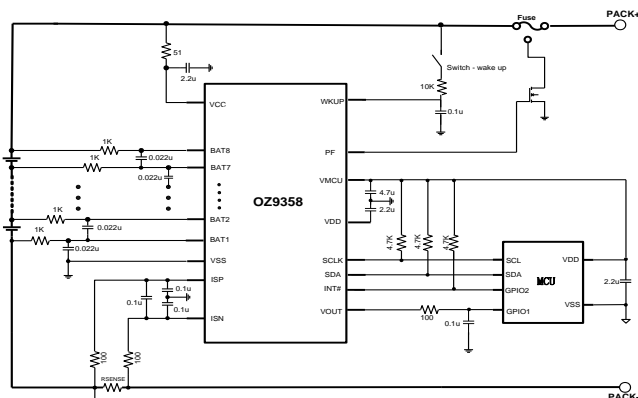 Fuse
PACK+
51
2.2u
Switch - wake up
10K
0.1u
VCC
WKUP
1K
BAT8
0.022u
PF
1K
BAT7
0.022u
VMCU
4.7u
OZ9358
2.2u
VDD
1K
BAT2
0.022u
4.7K
4.7K
4.7K
1K
BAT1
0.022u
VSS
SCLK
SCL
VDD
SDA
SDA
MCU
2.2u
ISP
INT#
GPIO2
0.1u
0.1u
0.1u
VOUT
GPIO1
VSS
ISN
100
0.1u
100
100
RSENSE
PACK-